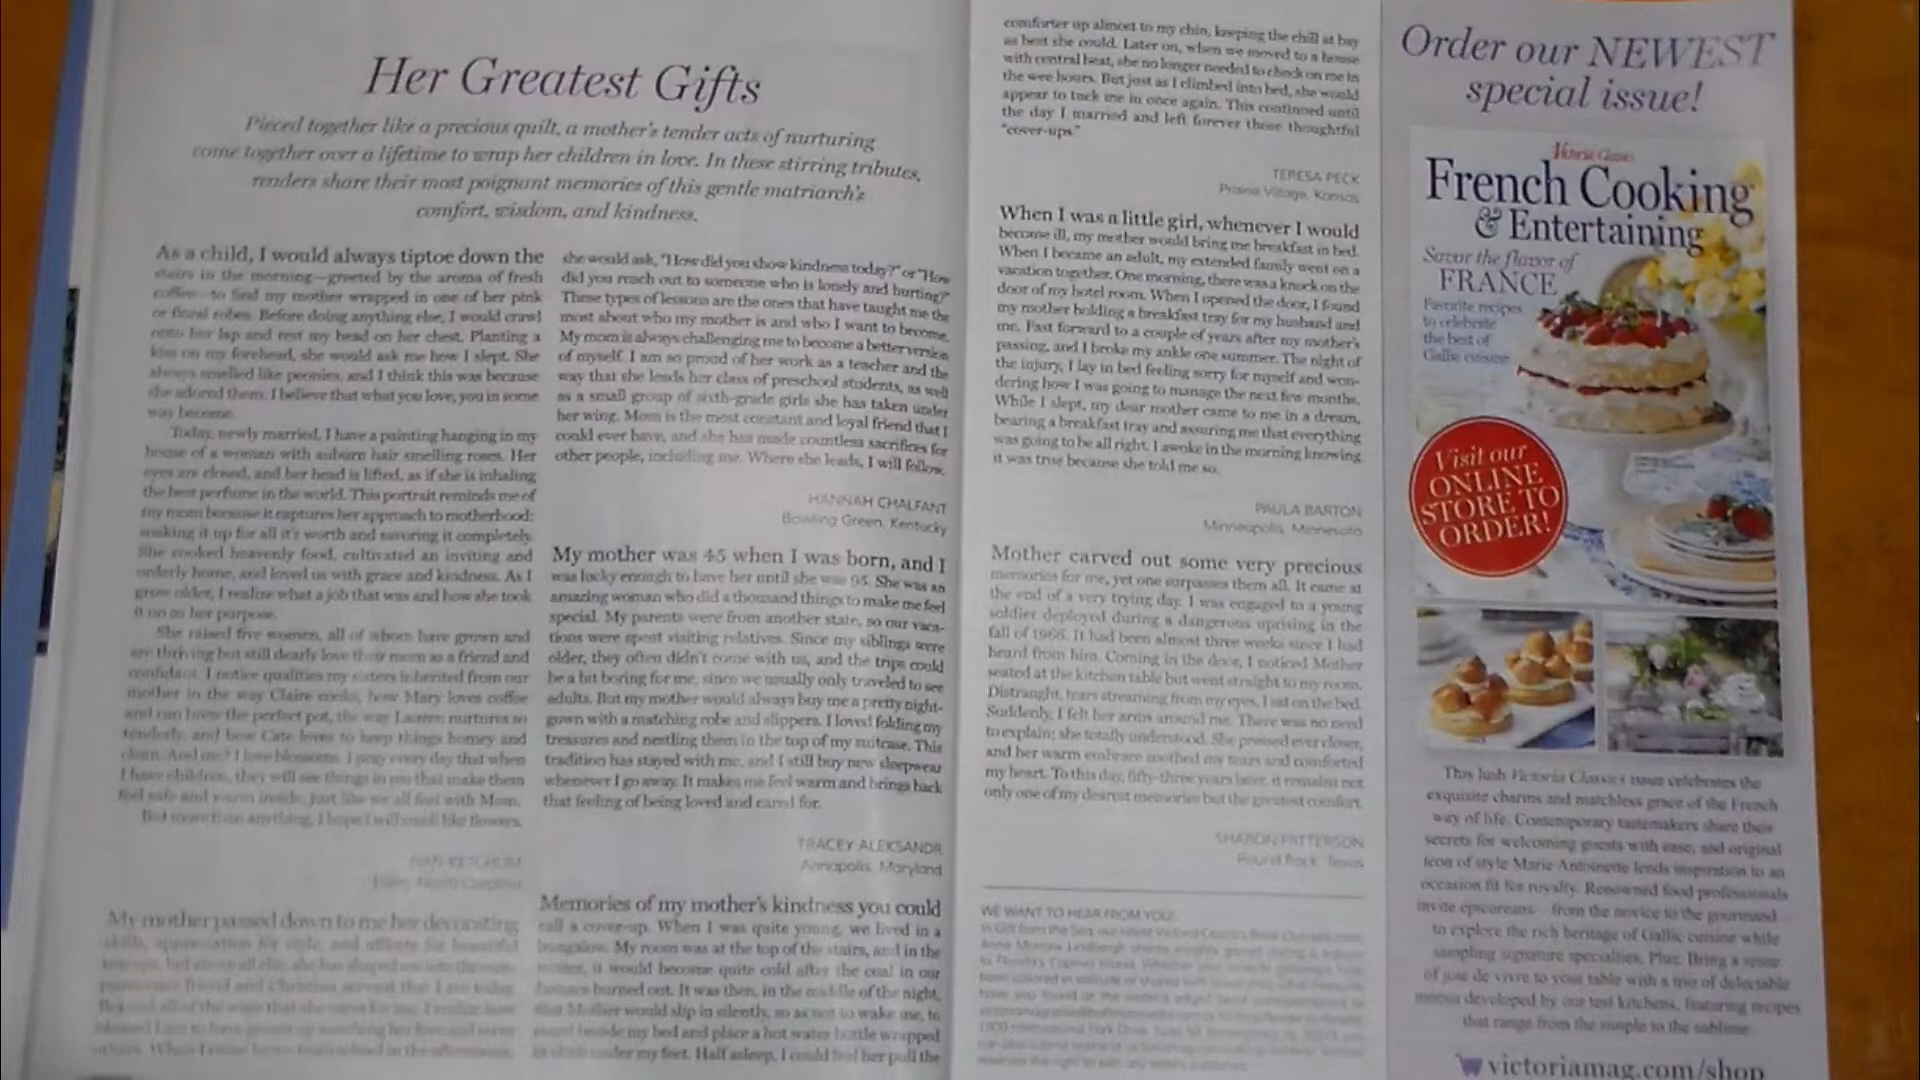 Her Greatest Gifts
Pieced together like a precious quilt, a mother's tender acts of nurturing
come together over a lifetime to wrap her children in love. In these stirring tributes,
readers share their most poignant memories of this gentle matriarch's
comfort, wisdom, and kindness.
As a child, I would always tiptoe down the
stairs in the morning—greeted by the aroma of fresh
coffee—to find my mother wrapped in one of her pink
or floral robes. Before doing anything else, I would crawl
onto her lap and rest my head on her chest. Planting a
kiss on my forehead, she would ask me how I slept. She
always smelled like peonies, and I think this was because
she adored them. I believe that what you love, you in some
way become.
Today, newly married, I have a painting hanging in my
house of a woman with auburn hair smelling roses. Her
eyes are closed, and her head is lifted, as if she is inhaling
the best perfume in the world. This portrait reminds me of
my mom because it captures her approach to motherhood:
soaking it up for all it's worth and savoring it completely.
She cooked heavenly food, cultivated an inviting and
orderly home, and loved us with grace and kindness. As I
grow older, I realize what a job that was and how she took
it on as her purpose.
She raised five women, all of whom have grown and
are thriving but still dearly love their mom as a friend and
confidant. I notice qualities my sisters inherited from our
mother in the way Claire cooks, how Mary loves coffee
and can brew the perfect pot, the way Lauren nurtures so
tenderly, and how Cate loves to keep things homey and
clean. And me? I love blossoms. I pray every day that when
I have children, they will see things in me that make them
feel safe and warm inside, just like we all feel with Mom.
But more than anything, I hope I will smell like flowers.
KETCHUM
North Carolina
My mother passed down to me her decorating
skills, appreciation for style, and affinity for beautiful
she would ask, "How did you show kindness today?" or "How
did you reach out to someone who is lonely and hurting?"
These types of lessons are the ones that have taught me the
most about who my mother is and who I want to become.
My mom is always challenging me to become a better version
of myself. I am so proud of her work as a teacher and the
way that she leads her class of preschool students, as well
as a small group of sixth-grade girls she has taken under
her wing. Mom is the most constant and loyal friend that I
could ever have, and she has made countless sacrifices for
other people, including me. Where she leads, I will follow.
HANNAH CHALFANT
Bowling Green, Kentucky
My mother was 45 when I was born, and I
was lucky enough to have her until she was 95. She was an
amazing woman who did a thousand things to make me feel
special. My parents were from another state, so our vaca-
tions were spent visiting relatives. Since my siblings were
older, they often didn't come with us, and the trips could
be a bit boring for me, since we usually only traveled to see
adults. But my mother would always buy me a pretty night-
gown with a matching robe and slippers. I loved folding my
treasures and nestling them in the top of my suitcase. This
tradition has stayed with me, and I still buy new sleepwear
whenever I go away. It makes me feel warm and brings back
that feeling of being loved and cared for.
TRACEY ALEKSANDR
Annapolis, Maryland
Memories of my mother's kindness you could
call a cover-up. When I was quite young, we lived in a
bungalow. My room was at the top of the stairs, and in the
winter, it would become quite cold after the coal in our
furnace burned out. It was then, in the middle of the night,
that Mother would slip in silently, so as not to wake me, to
stand beside my bed and place a hot water bottle wrapped
in cloth under my feet. Half asleep, I could feel her pull the
comforter up almost to my chin, keeping the chill at bay
as best she could. Later on, when we moved to a house
with central heat, she no longer needed to check on me in
the wee hours. But just as I climbed into bed, she would
appear to tuck me in once again. This continued until
the day I married and left forever those thoughtful
"cover-ups."
TERESA PECK
Prairie Village, Kansas
When I was a little girl, whenever I would
become ill, my mother would bring me breakfast in bed.
When I became an adult, my extended family went on a
vacation together. One morning, there was a knock on the
door of my hotel room. When I opened the door, I found
my mother holding a breakfast tray for my husband and
me. Fast forward to a couple of years after my mother's
passing, and I broke my ankle one summer. The night of
the injury, I lay in bed feeling sorry for myself and won-
dering how I was going to manage the next few months.
While I slept, my dear mother came to me in a dream,
bearing a breakfast tray and assuring me that everything
was going to be all right. I awoke in the morning knowing
it was true because she told me so.
PAULA BARTON
Minneapolis, Minnesota
Mother carved out some very precious
memories for me, yet one surpasses them all. It came at
the end of a very trying day. I was engaged to a young
soldier deployed during a dangerous uprising in the
fall of 1966. It had been almost three weeks since I had
heard from him. Coming in the door, I noticed Mother
seated at the kitchen table but went straight to my room.
Distraught, tears streaming from my eyes, I sat on the bed.
Suddenly, I felt her arms around me. There was no need
to explain; she totally understood. She pressed ever closer,
and her warm embrace soothed my tears and comforted
my heart. To this day, fifty-three years later, it remains not
only one of my dearest memories but the greatest comfort.
SHARON PATTERSON
Round Rock, Texas
WE WANT TO HEAR FROM YOU!
Order our NEWEST
special issue!
Victoria Classics
French Cooking
& Entertaining
Savor the flavor of
FRANCE
Favorite recipes
to celebrate
the best of
Gallic cuisine
Visit our
ONLINE
STORE TO
ORDER!
This lush Victoria Classics issue celebrates the
exquisite charms and matchless grace of the French
way of life. Contemporary tastemakers share their
secrets for welcoming guests with ease, and original
icon of style Marie Antoinette lends inspiration to an
occasion fit for royalty. Renowned food professionals
invite epicureans—from the novice to the gourmand—
to explore the rich heritage of Gallic cuisine while
sampling signature specialties. Plus: Bring a sense
of joie de vivre to your table with a trio of delectable
menus developed by our test kitchens, featuring recipes
that range from the simple to the sublime.
victoriamag.com/shop